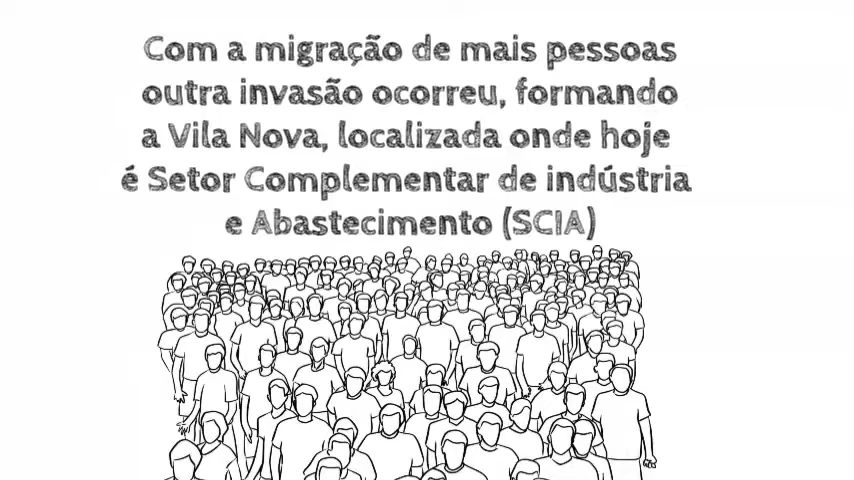 Com a migração de mais pessoas
outra invasão ocorreu, formando
a Vila Nova, localizada onde hoje
é Setor Complementar de indústria
e Abastecimento (SCIA)